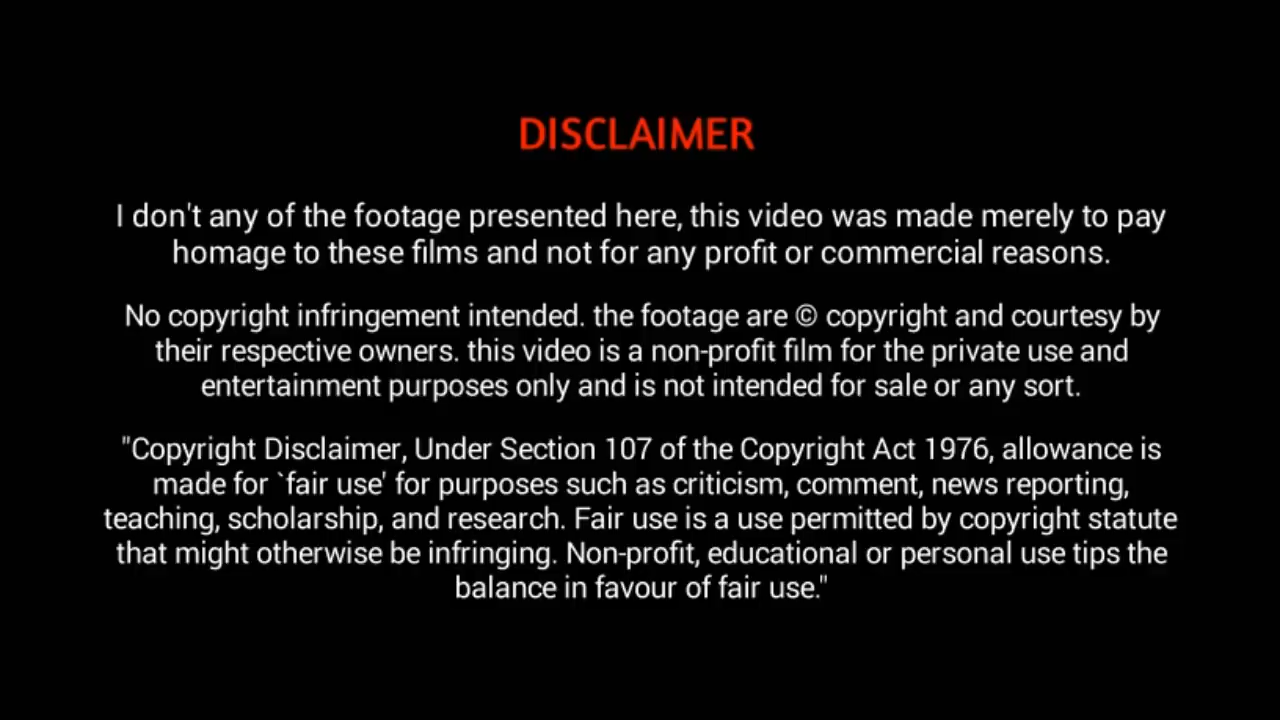 DISCLAIMER
I don't any of the footage presented here, this video was made merely to pay
homage to these films and not for any profit or commercial reasons.
No copyright infringement intended. the footage are © copyright and courtesy by
their respective owners. this video is a non-profit film for the private use and
entertainment purposes only and is not intended for sale or any sort.
"Copyright Disclaimer, Under Section 107 of the Copyright Act 1976, allowance is
made for `fair use' for purposes such as criticism, comment, news reporting,
teaching, scholarship, and research. Fair use is a use permitted by copyright statute
that might otherwise be infringing. Non-profit, educational or personal use tips the
balance in favour of fair use."